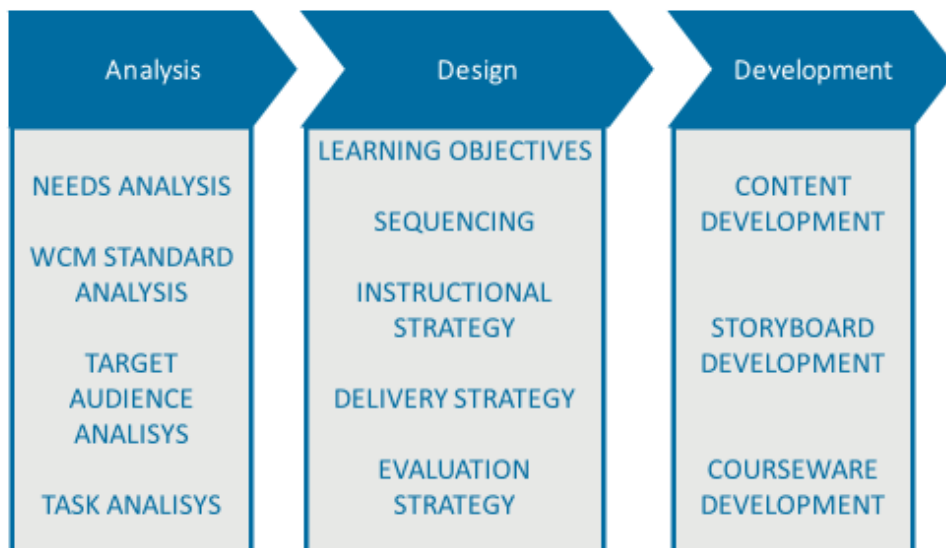 Analysis
NEEDS ANALYSIS
WCM STANDARD
ANALYSIS
TARGET
AUDIENCE
ANALISYS
TASK ANALISYS
Design
LEARNING OBJECTIVES
SEQUENCING
INSTRUCTIONAL
STRATEGY
DELIVERY STRATEGY
EVALUATION
STRATEGY
Development
CONTENT
DEVELOPMENT
STORYBOARD
DEVELOPMENT
COURSEWARE
DEVELOPMENT